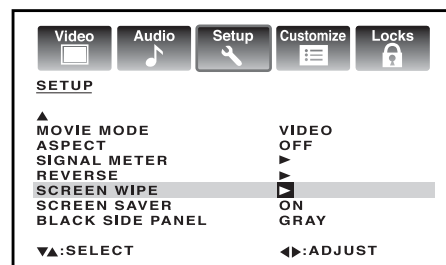 Video Audio Setup Customize Locks
SETUP
▲
MOVIE MODE VIDEO
ASPECT OFF
SIGNAL METER ►
REVERSE ►
SCREEN WIPE ►
SCREEN SAVER ON
BLACK SIDE PANEL GRAY
▼▲:SELECT ◄►:ADJUST